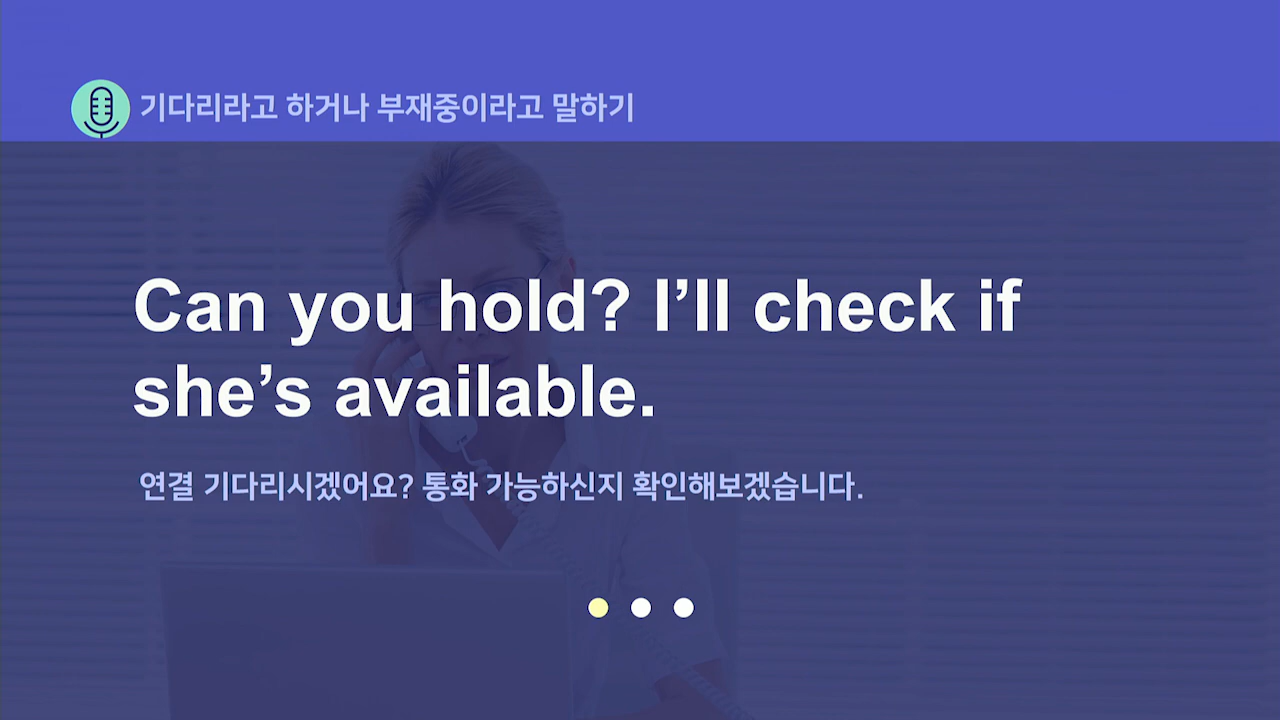 기다리라고 하거나 부재중이라고 말하기
Can you hold? I’ll check if
she’s available.
연결 기다리시겠어요? 통화 가능하신지 확인해보겠습니다.